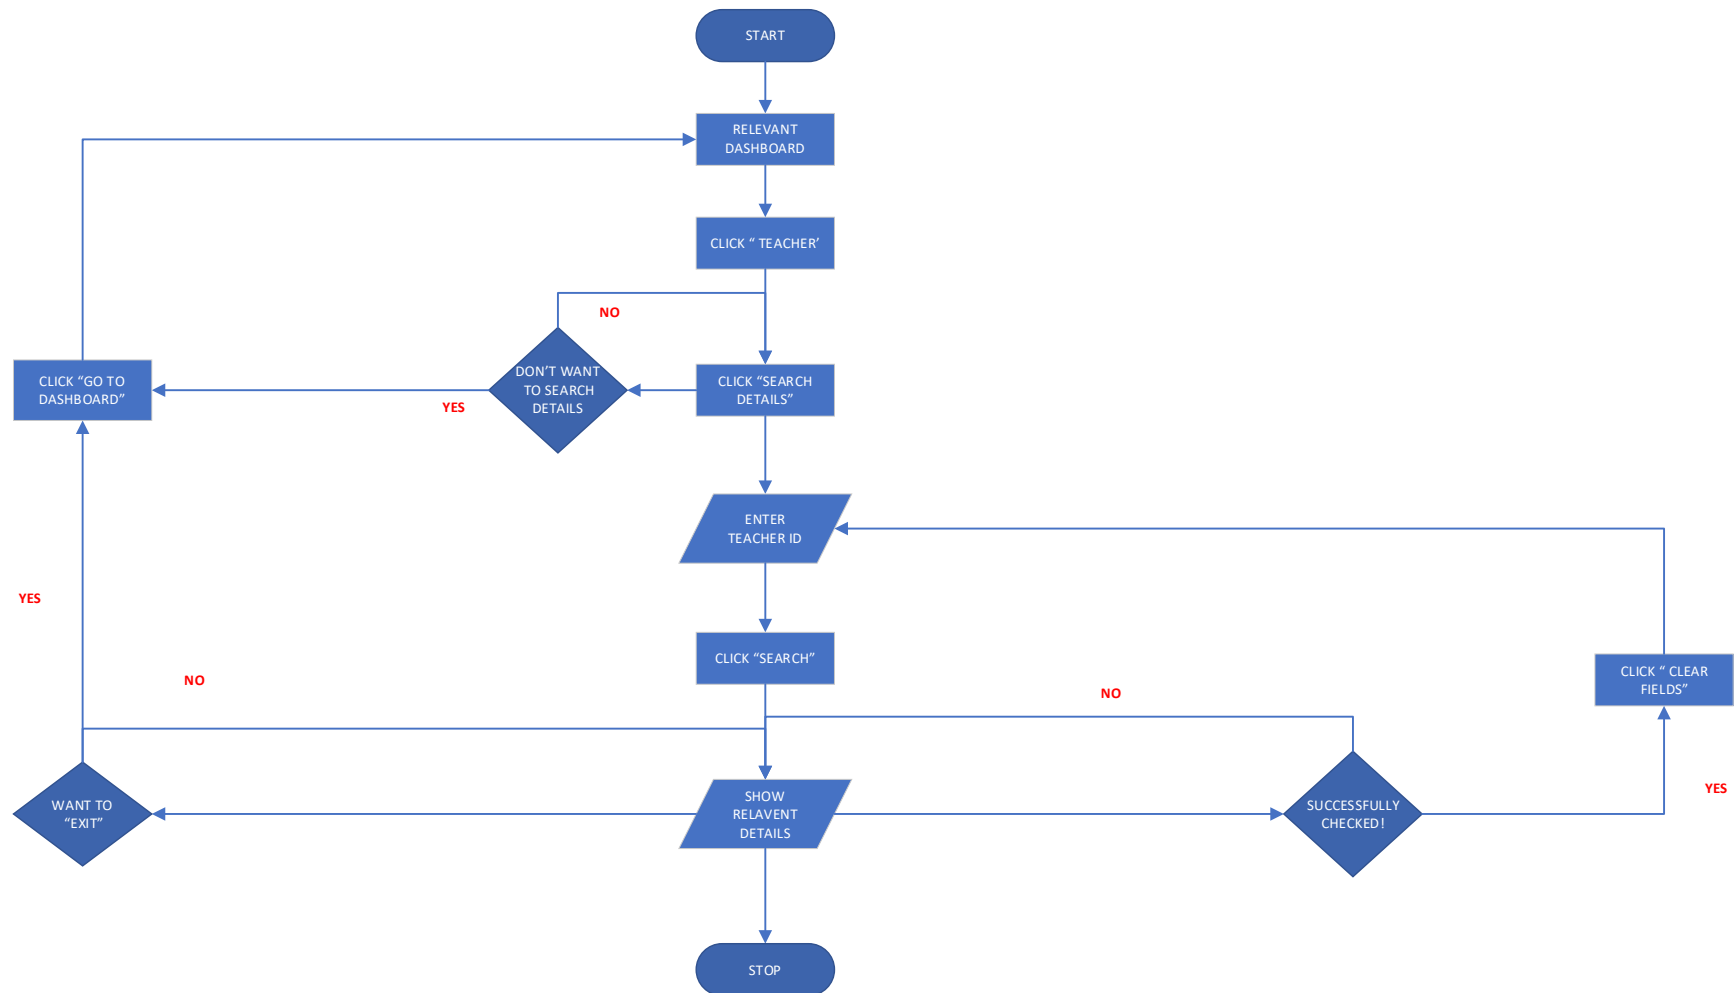 START
RELEVANT
DASHBOARD
CLICK “ TEACHER’
NO
CLICK “GO TO
DASHBOARD”
YES
DON’T WANT
TO SEARCH
DETAILS
CLICK “SEARCH
DETAILS”
ENTER
TEACHER ID
YES
CLICK “SEARCH”
CLICK “ CLEAR
FIELDS”
NO
NO
WANT TO
“EXIT”
SHOW
RELAVENT
DETAILS
SUCCESSFULLY
CHECKED!
YES
STOP